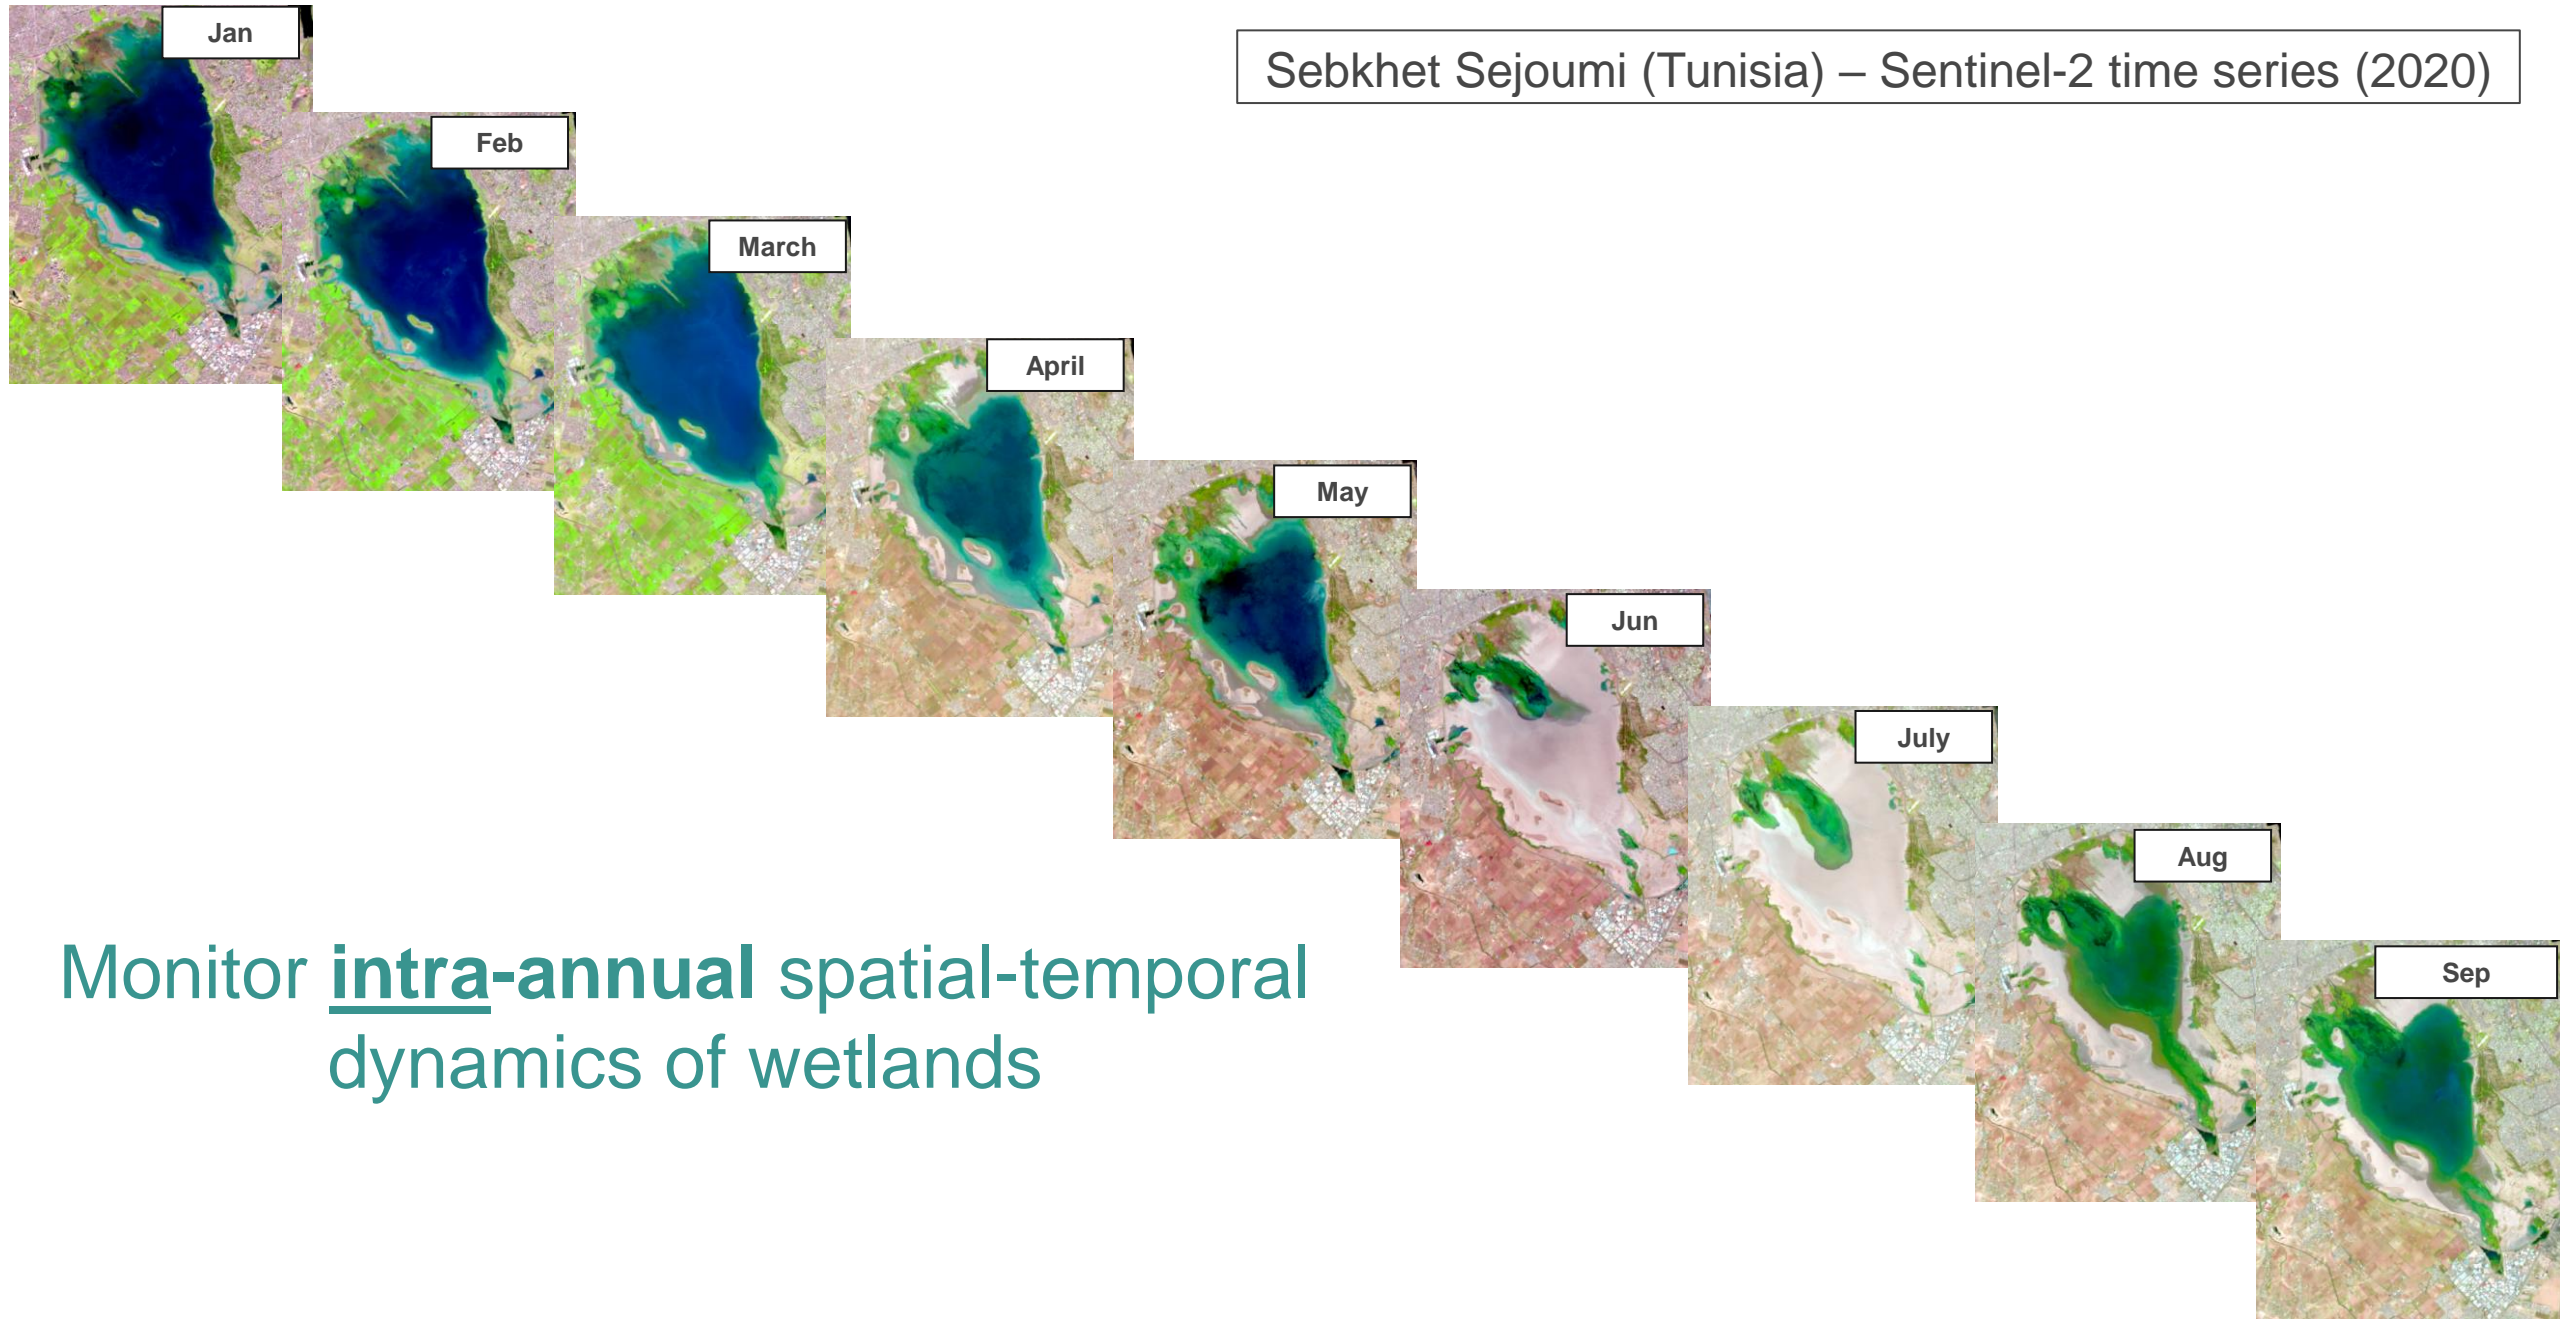 Jan
Sebkhet Sejoumi (Tunisia) – Sentinel-2 time series (2020)
Feb
March
April
May
Jun
July
Aug
Sep
Monitor intra-annual spatial-temporal
dynamics of wetlands